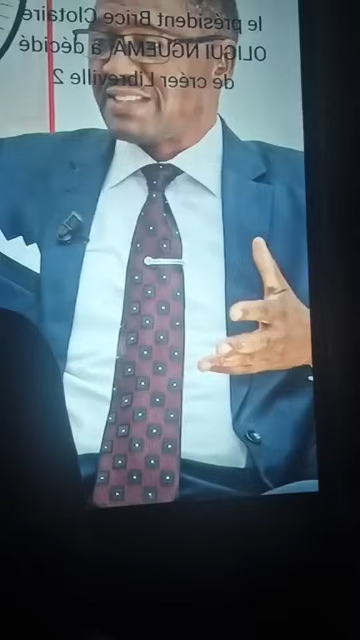 le président Brice Clotaire
OLIGUI NGUEMA a décidé
de créer Libreville 2